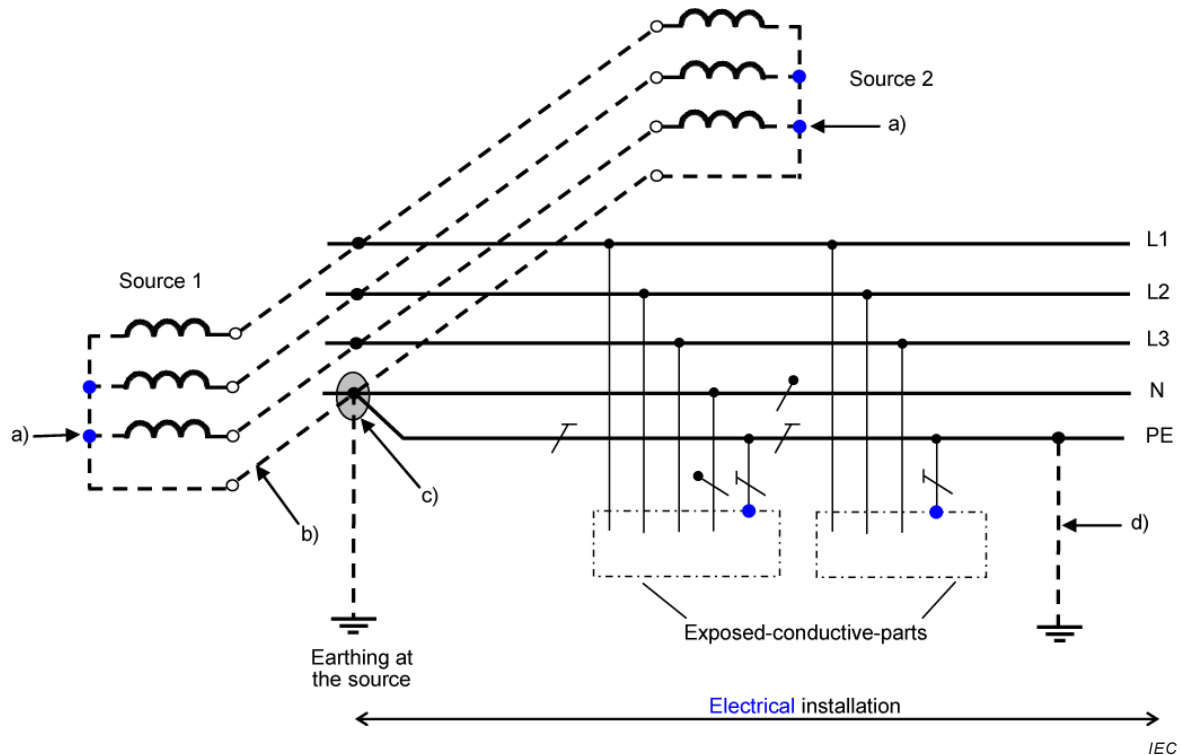 Source 2
a)
L1
Source 1
L2
L3
N
a)
PE
c)
b)
d)
Exposed-conductive-parts
Earthing at
the source
Electrical installation
IEC